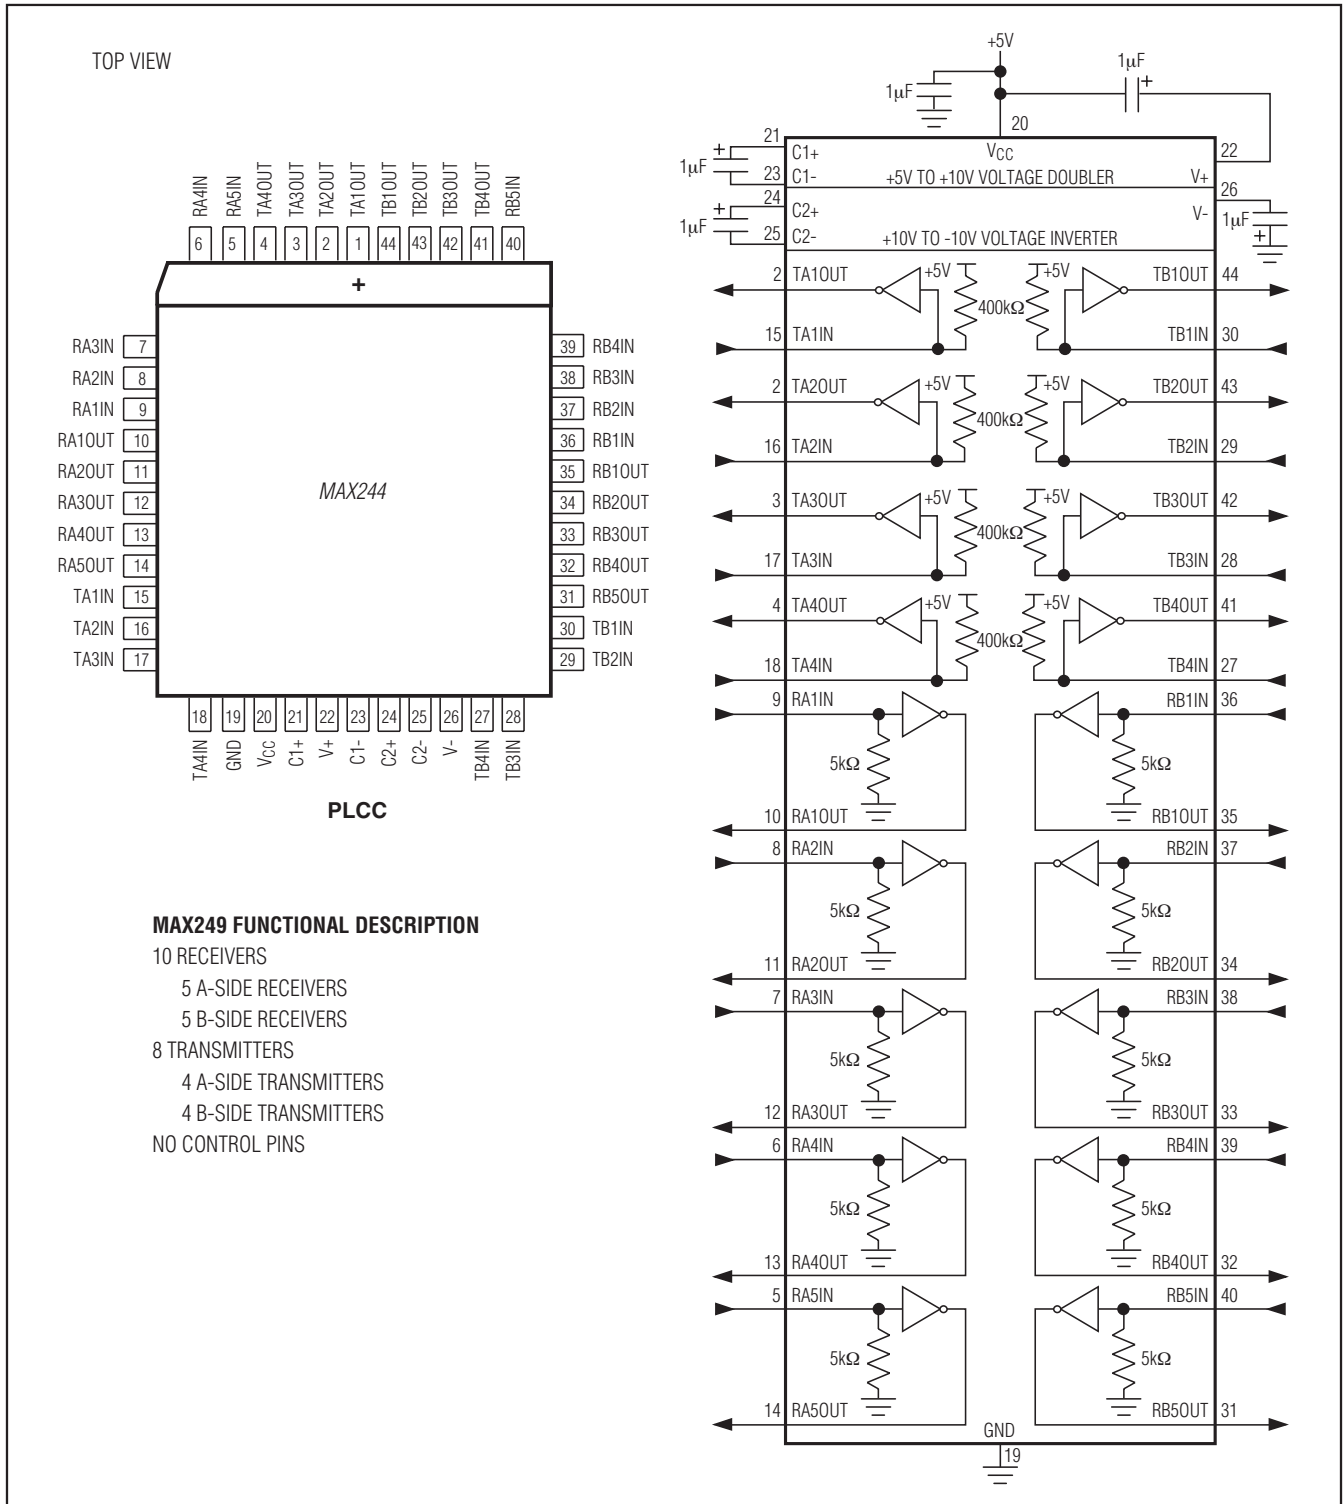 TOP VIEW
RA4IN RA5IN TA4OUT TA3OUT TA2OUT TA1OUT TB1OUT TB2OUT TB3OUT TB4OUT RB5IN
6 5 4 3 2 1 44 43 42 41 40
+
RA3IN 7
RA2IN 8
RA1IN 9
RA1OUT 10
RA2OUT 11
RA3OUT 12
RA4OUT 13
RA5OUT 14
TA1IN 15
TA2IN 16
TA3IN 17
MAX244
39 RB4IN
38 RB3IN
37 RB2IN
36 RB1IN
35 RB1OUT
34 RB2OUT
33 RB3OUT
32 RB4OUT
31 RB5OUT
30 TB1IN
29 TB2IN
18 19 20 21 22 23 24 25 26 27 28
TA4IN GND VCC C1+ V+ C1- C2+ C2- V- TB4IN TB3IN
PLCC
MAX249 FUNCTIONAL DESCRIPTION
10 RECEIVERS
5 A-SIDE RECEIVERS
5 B-SIDE RECEIVERS
8 TRANSMITTERS
4 A-SIDE TRANSMITTERS
4 B-SIDE TRANSMITTERS
NO CONTROL PINS
+5V
1µF
1µF +
20
21 C1+ VCC 22
+ 1µF
23 C1- +5V TO +10V VOLTAGE DOUBLER V+
26
24 C2+ V-
+ 1µF
1µF +
25 C2- +10V TO -10V VOLTAGE INVERTER
2 TA1OUT +5V +5V TB1OUT 44
400kΩ
15 TA1IN TB1IN 30
2 TA2OUT +5V +5V TB2OUT 43
400kΩ
16 TA2IN TB2IN 29
3 TA3OUT +5V +5V TB3OUT 42
400kΩ
17 TA3IN TB3IN 28
4 TA4OUT +5V +5V TB4OUT 41
400kΩ
18 TA4IN TB4IN 27
9 RA1IN RB1IN 36
5kΩ 5kΩ
10 RA1OUT RB1OUT 35
8 RA2IN RB2IN 37
5kΩ 5kΩ
11 RA2OUT RB2OUT 34
7 RA3IN RB3IN 38
5kΩ 5kΩ
12 RA3OUT RB3OUT 33
6 RA4IN RB4IN 39
5kΩ 5kΩ
13 RA4OUT RB4OUT 32
5 RA5IN RB5IN 40
5kΩ 5kΩ
14 RA5OUT RB5OUT 31
GND
19